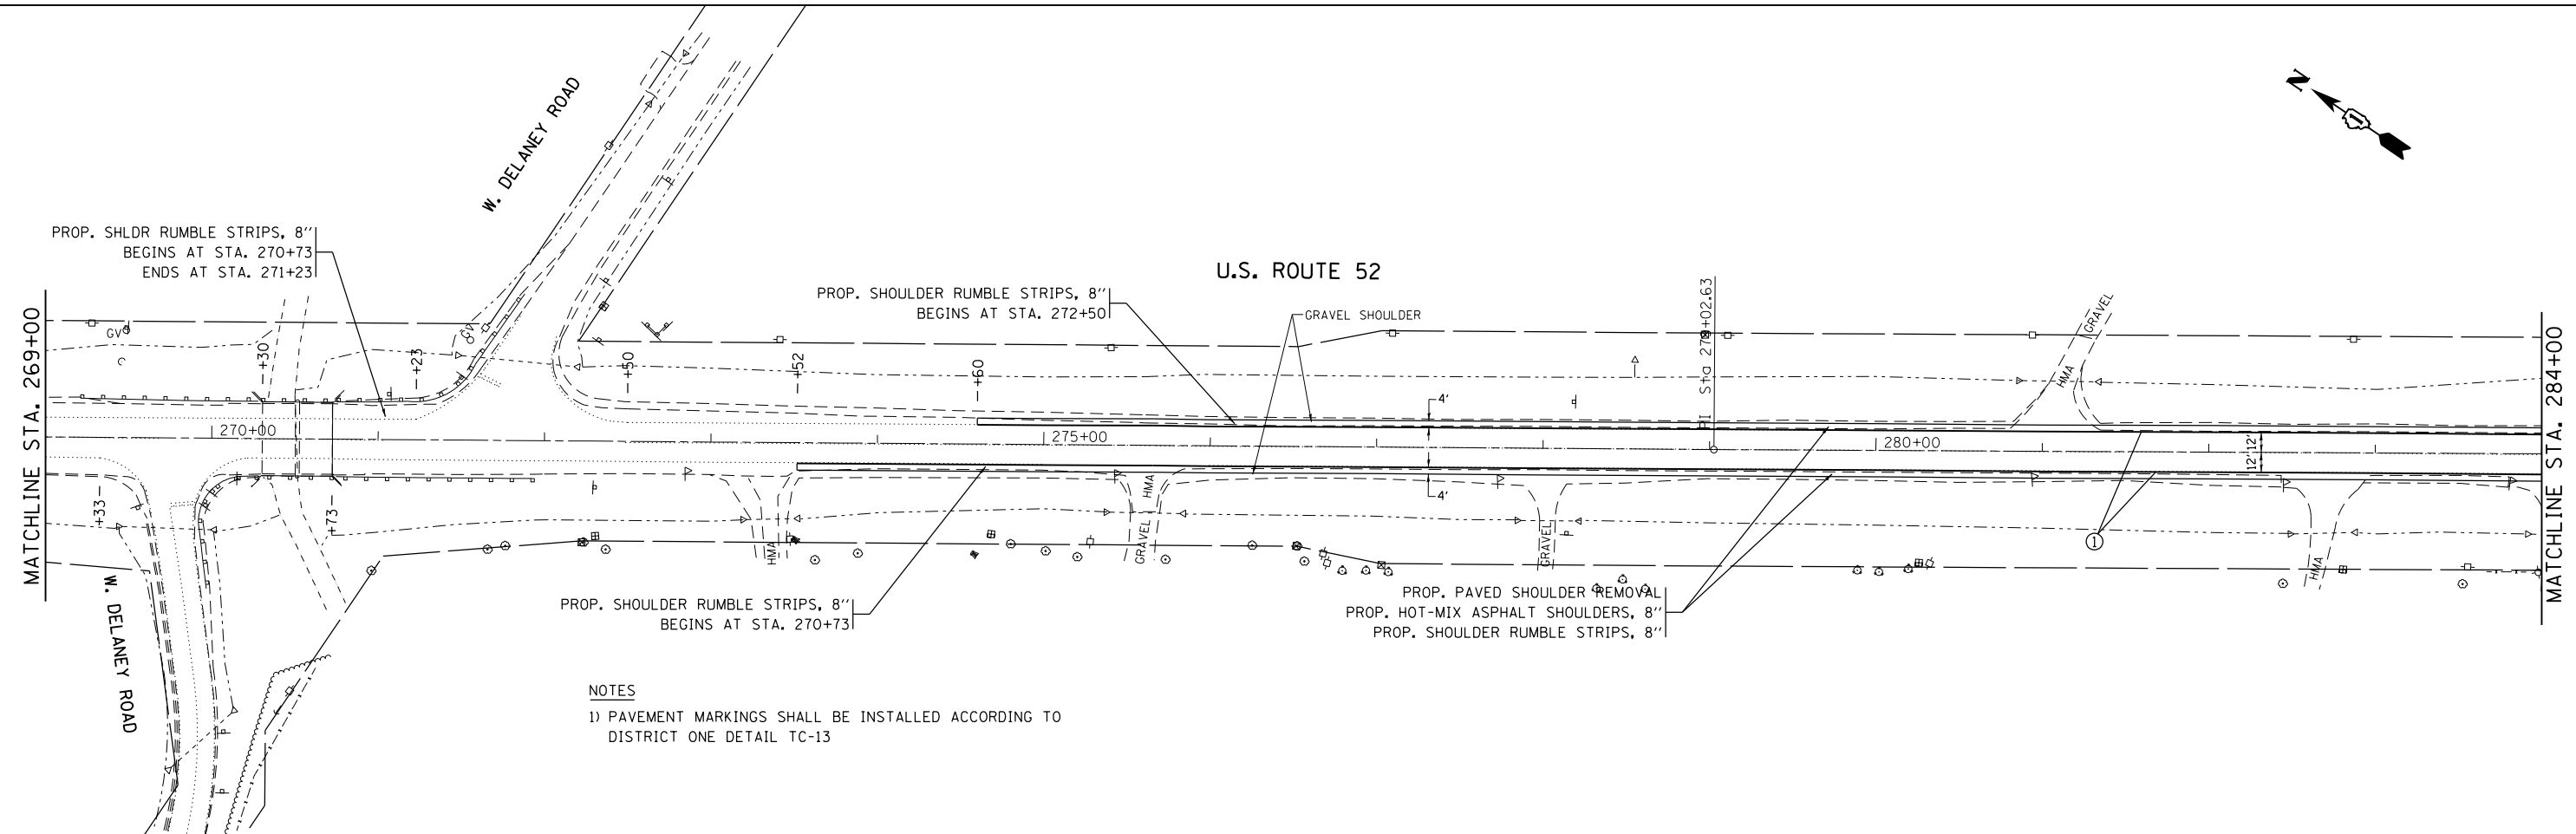 W. DELANEY ROAD
N
1
PROP. SHLDR RUMBLE STRIPS, 8"
BEGINS AT STA. 270+73
ENDS AT STA. 271+23
U.S. ROUTE 52
PROP. SHOULDER RUMBLE STRIPS, 8"
BEGINS AT STA. 272+50
GRAVEL SHOULDER
GRAVEL
HMA
MATCHLINE STA. 269+00
GV
GV
+30
+23
+50
+52
+60
4'
270+00
275+00
280+00
12'
12'
MATCHLINE STA. 284+00
+33
+73
HMA
GRAVEL
HMA
4'
GRAVEL
HMA
1
W. DELANEY ROAD
PROP. SHOULDER RUMBLE STRIPS, 8"
BEGINS AT STA. 270+73
PROP. PAVED SHOULDER REMOVAL
PROP. HOT-MIX ASPHALT SHOULDERS, 8"
PROP. SHOULDER RUMBLE STRIPS, 8"
NOTES
1) PAVEMENT MARKINGS SHALL BE INSTALLED ACCORDING TO
DISTRICT ONE DETAIL TC-13